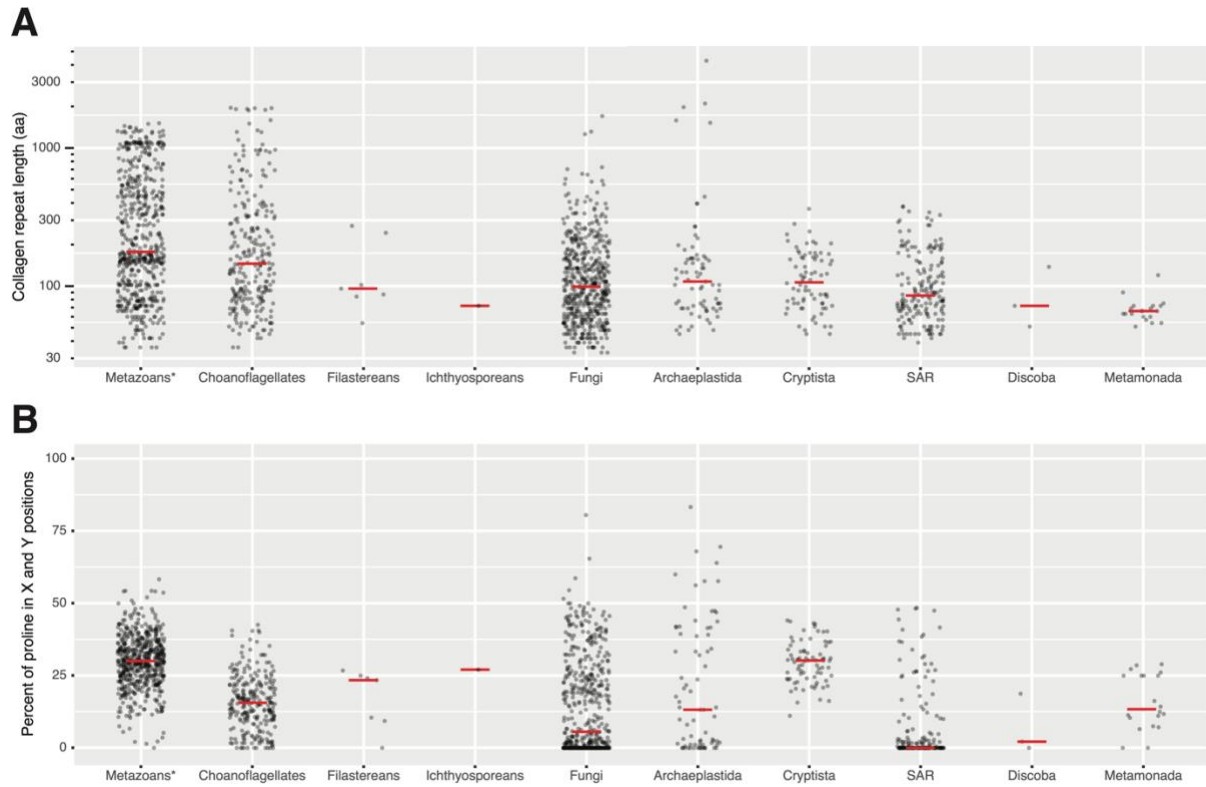 A
Collagen repeat length (aa)
3000
1000
300
100
30
Metazoans* Choanoflagellates Filastereans Ichthyosporeans Fungi Archaeplastida Cryptista SAR Discoba Metamonada
B
Percent of proline in X and Y positions
100
75
50
25
0
Metazoans* Choanoflagellates Filastereans Ichthyosporeans Fungi Archaeplastida Cryptista SAR Discoba Metamonada